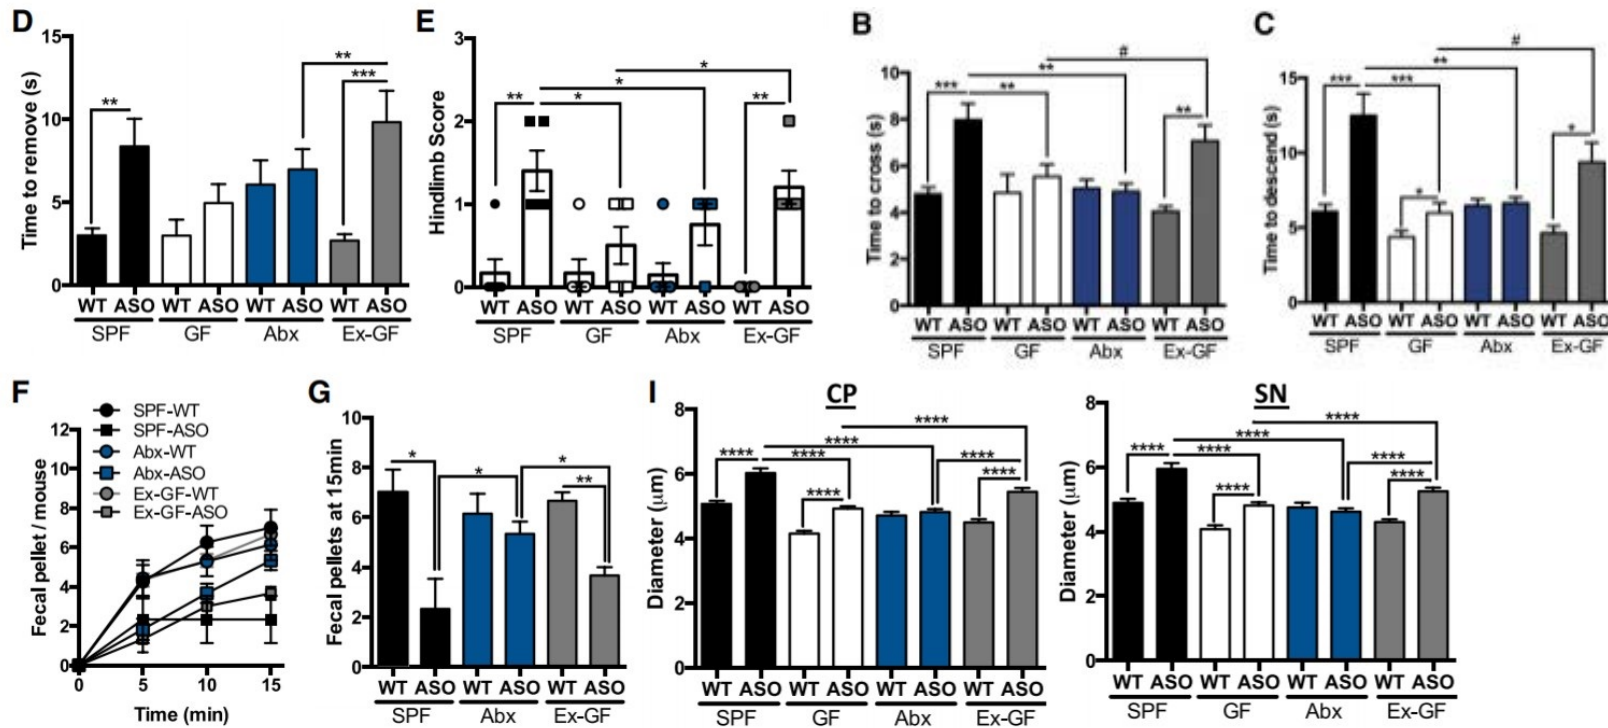 D
15
10
5
0
Time to remove (s)
**
**
***
WT ASO WT ASO WT ASO WT ASO
SPF GF Abx Ex-GF
E
3
2
1
0
Hindlimb Score
**
*
*
*
**
WT ASO WT ASO WT ASO WT ASO
SPF GF Abx Ex-GF
B
10
8
6
4
2
0
Time to cross (s)
***
**
**
#
**
WT ASO WT ASO WT ASO WT ASO
SPF GF Abx Ex-GF
C
15
10
5
0
Time to descend (s)
***
***
**
#
*
*
WT ASO WT ASO WT ASO WT ASO
SPF GF Abx Ex-GF
F
SPF-WT
SPF-ASO
Abx-WT
Abx-ASO
Ex-GF-WT
Ex-GF-ASO
12
10
8
6
4
2
0
Fecal pellet / mouse
0 5 10 15
Time (min)
G
10
8
6
4
2
0
Fecal pellets at 15min
*
*
*
**
WT ASO WT ASO WT ASO
SPF Abx Ex-GF
I
CP
8
6
4
2
0
Diameter (μm)
****
****
****
****
****
****
****
WT ASO WT ASO WT ASO WT ASO
SPF GF Abx Ex-GF
SN
8
6
4
2
0
Diameter (μm)
****
****
****
****
****
****
****
WT ASO WT ASO WT ASO WT ASO
SPF GF Abx Ex-GF